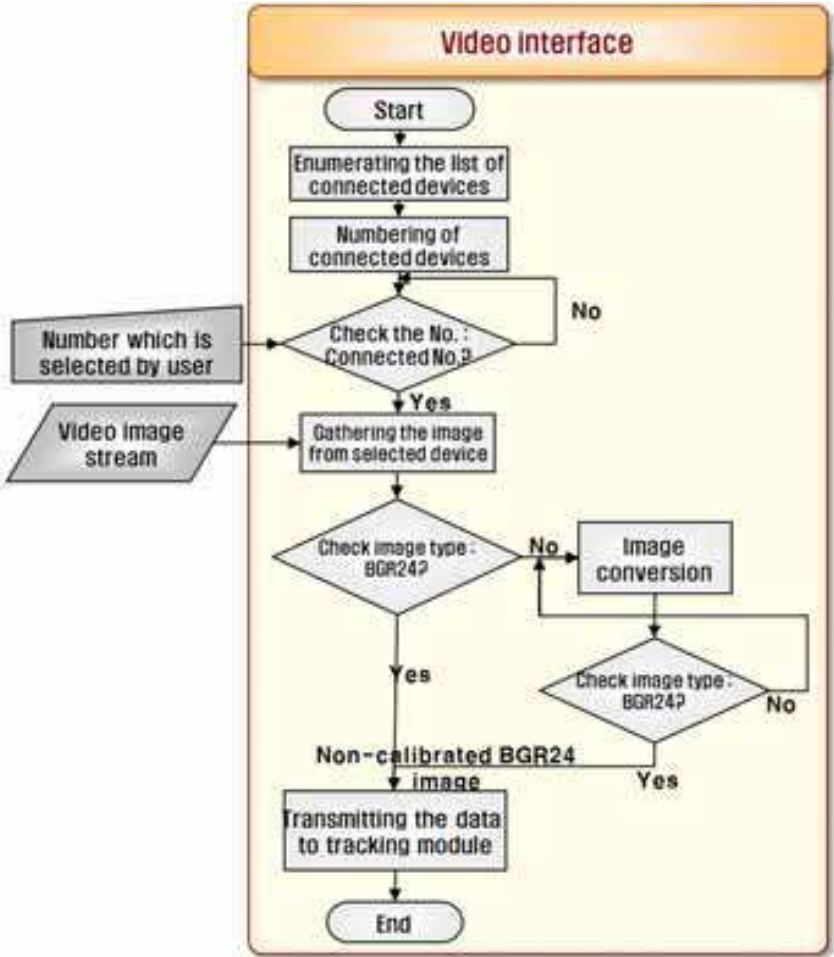 Video Interface
Start
Enumerating the list of
connected devices
Numbering of
connected devices
No
Number which is
selected by user
Check the No. :
Connected No.?
Yes
Video image
stream
Gathering the image
from selected device
Check image type :
BGR24?
No
Image
conversion
Yes
Check image type :
BGR24?
No
Non-calibrated BGR24
image
Yes
Transmitting the data
to tracking module
End